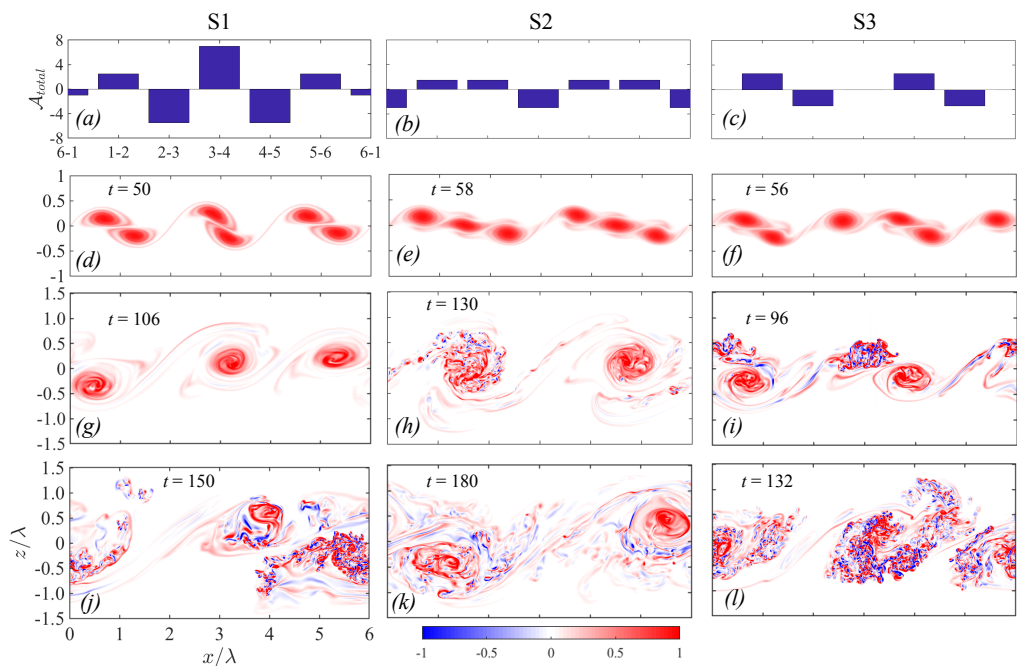 S1 S2 S3
8
4
0
-4
-8
𝒜total
(a) (b) (c)
6-1 1-2 2-3 3-4 4-5 5-6 6-1
1
0.5
0
-0.5
-1
t = 50 t = 58 t = 56
(d) (e) (f)
1.5
1.0
0.5
0
-0.5
-1.0
-1.5
t = 106 t = 130 t = 96
(g) (h) (i)
1.5
1.0
0.5
0
-0.5
-1.0
-1.5
z/λ
t = 150 t = 180 t = 132
(j) (k) (l)
0 1 2 3 4 5 6
x/λ
-1 -0.5 0 0.5 1